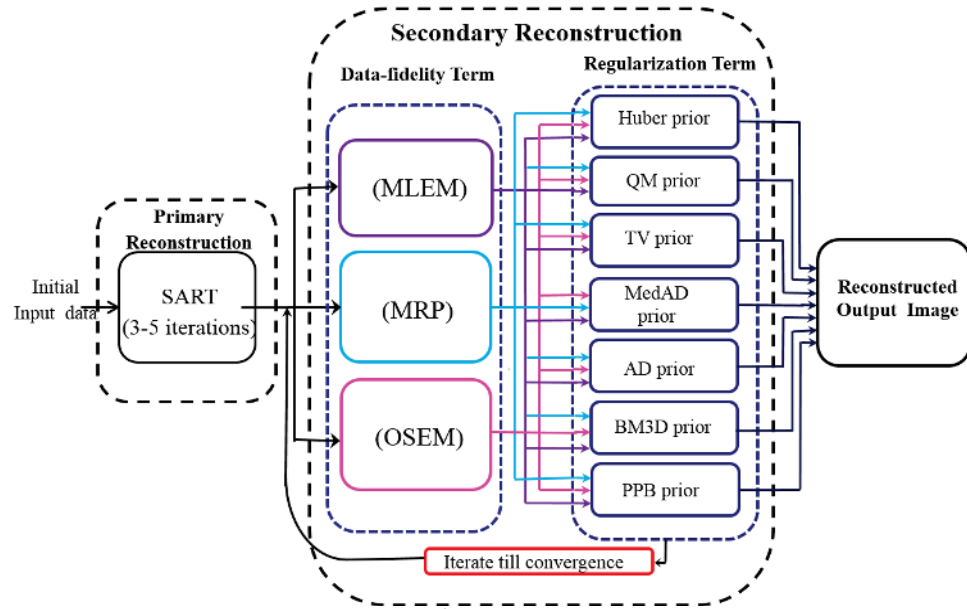 Secondary Reconstruction
Data-fidelity Term
Regularization Term
Primary
Reconstruction
Initial
Input data
SART
(3-5 iterations)
(MLEM)
(MRP)
(OSEM)
Huber prior
QM prior
TV prior
MedAD
prior
AD prior
BM3D prior
PPB prior
Reconstructed
Output Image
Iterate till convergence